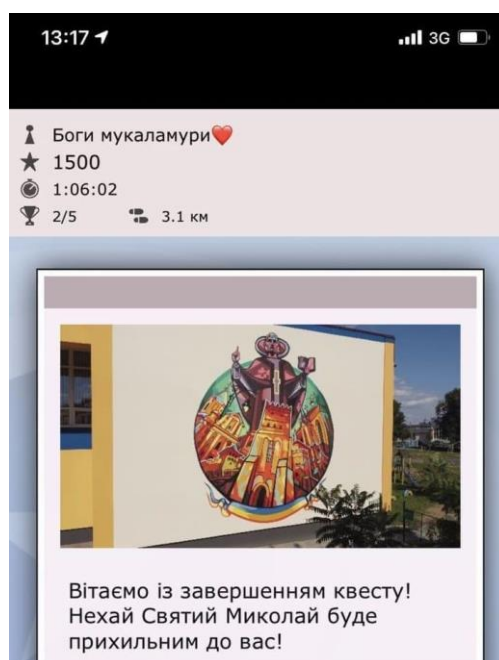 13:17
3G
Боги мукаламури❤️
1500
1:06:02
2/5 3.1 км
Вітаємо із завершенням квесту!
Нехай Святий Миколай буде
прихильним до вас!